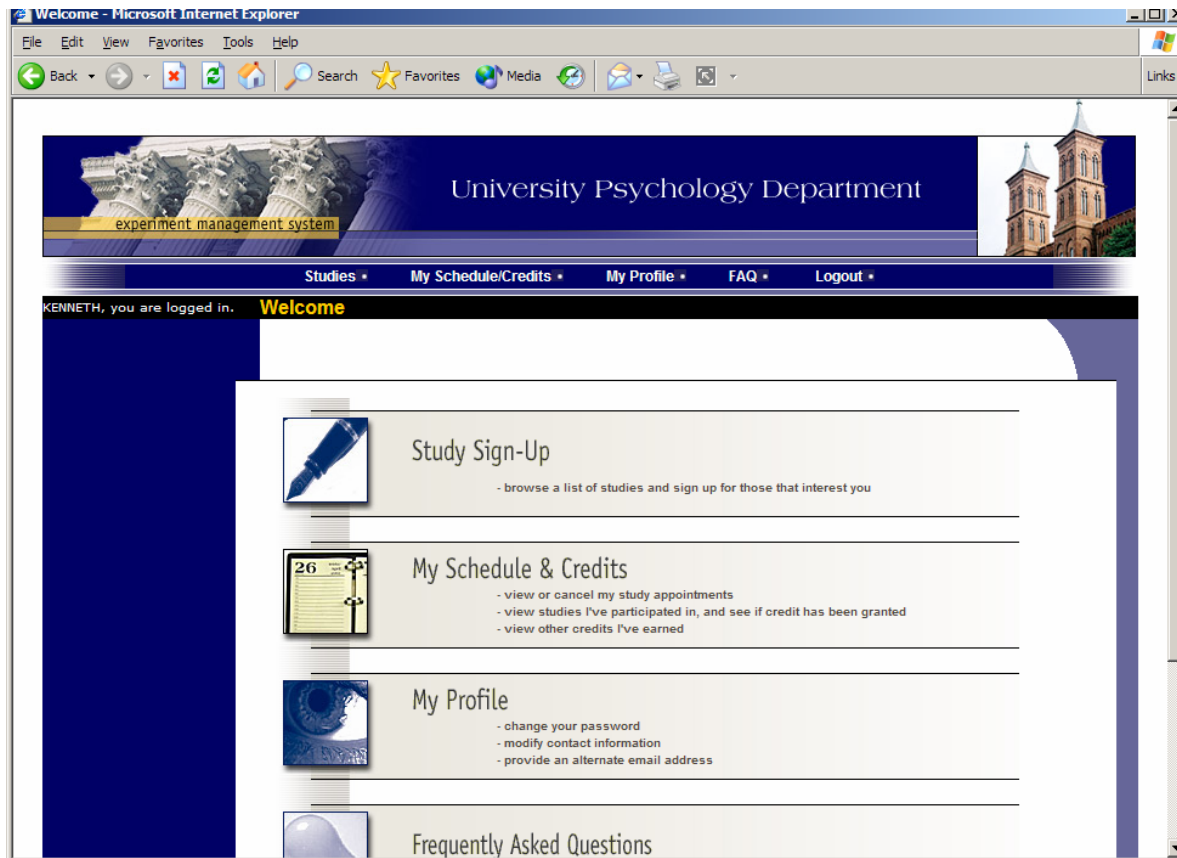 Welcome - Microsoft Internet Explorer
File Edit View Favorites Tools Help
Back Search Favorites Media Links
University Psychology Department
experiment management system
Studies My Schedule/Credits My Profile FAQ Logout
KENNETH, you are logged in. Welcome
Study Sign-Up
- browse a list of studies and sign up for those that interest you
26
My Schedule & Credits
- view or cancel my study appointments
- view studies I've participated in, and see if credit has been granted
- view other credits I've earned
My Profile
- change your password
- modify contact information
- provide an alternate email address
Frequently Asked Questions